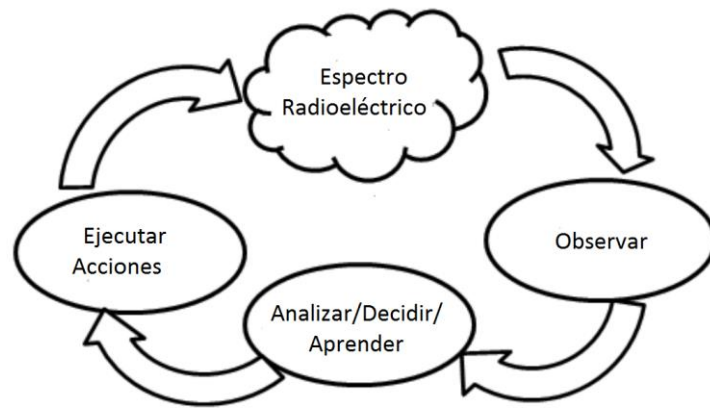 Espectro
Radioeléctrico
Observar
Analizar/Decidir/
Aprender
Ejecutar
Acciones